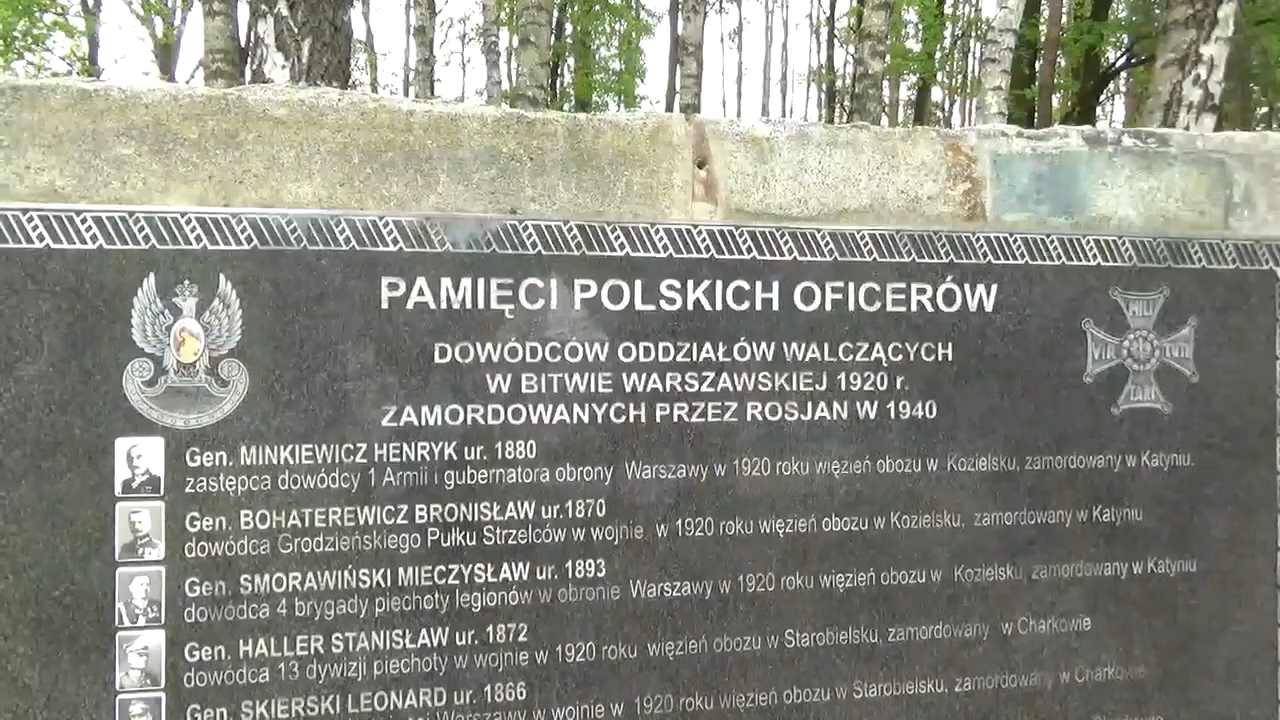 PAMIĘCI POLSKICH OFICERÓW
DOWÓDCÓW ODDZIAŁÓW WALCZĄCYCH
W BITWIE WARSZAWSKIEJ 1920 r.
ZAMORDOWANYCH PRZEZ ROSJAN W 1940
MILI
VIR TUTI
TARI
Gen. MINKIEWICZ HENRYK ur. 1880
zastępca dowódcy 1 Armii i gubernatora obrony Warszawy w 1920 roku więzień obozu w Kozielsku, zamordowany w Katyniu.
Gen. BOHATEREWICZ BRONISŁAW ur.1870
dowódca Grodzieńskiego Pułku Strzelców w wojnie w 1920 roku więzień obozu w Kozielsku, zamordowany w Katyniu
Gen. SMORAWIŃSKI MIECZYSŁAW ur. 1893
dowódca 4 brygady piechoty legionów w obronie Warszawy w 1920 roku więzień obozu w Kozielsku, zamordowany w Katyniu
Gen. HALLER STANISŁAW ur. 1872
dowódca 13 dywizji piechoty w wojnie w 1920 roku więzień obozu w Starobielsku, zamordowany w Charkowie
Gen. SKIERSKI LEONARD ur. 1866
Warszawy w wojnie w 1920 roku więzień obozu w Starobielsku, zamordowany w Charkowie